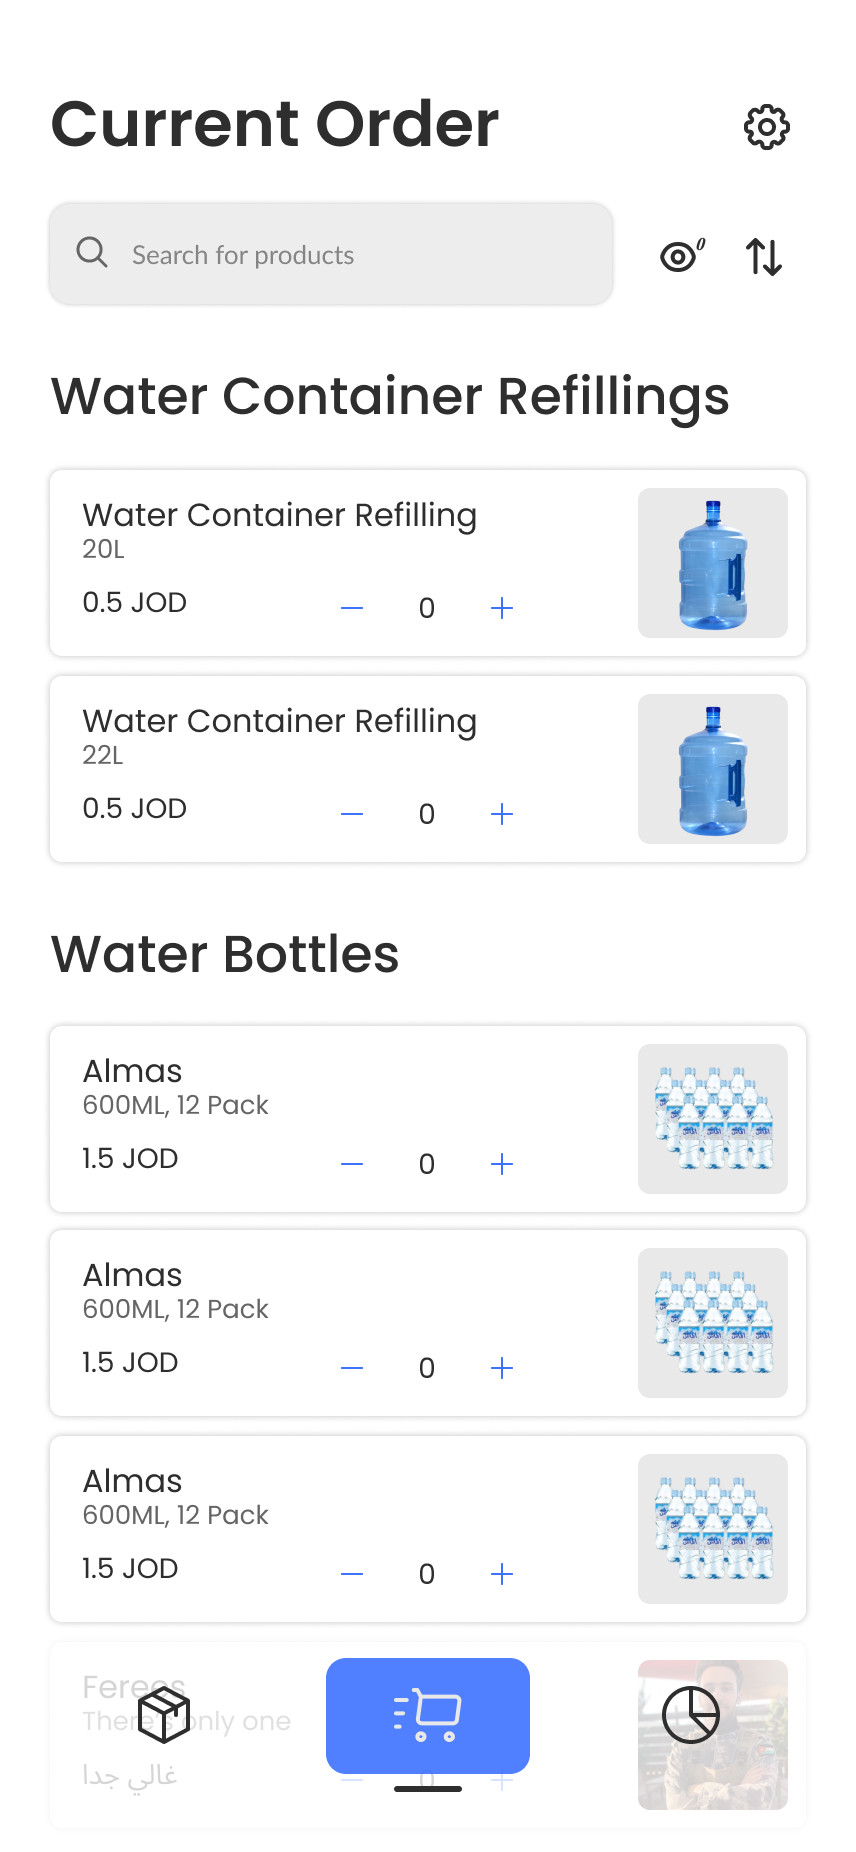 Current Order
Search for products
0
Water Container Refillings
Water Container Refilling
20L
0.5 JOD
0
Water Container Refilling
22L
0.5 JOD
0
Water Bottles
Almas
600ML, 12 Pack
1.5 JOD
0
Almas
600ML, 12 Pack
1.5 JOD
0
Almas
600ML, 12 Pack
1.5 JOD
0
Ferees
There's only one
غالي جدا
0